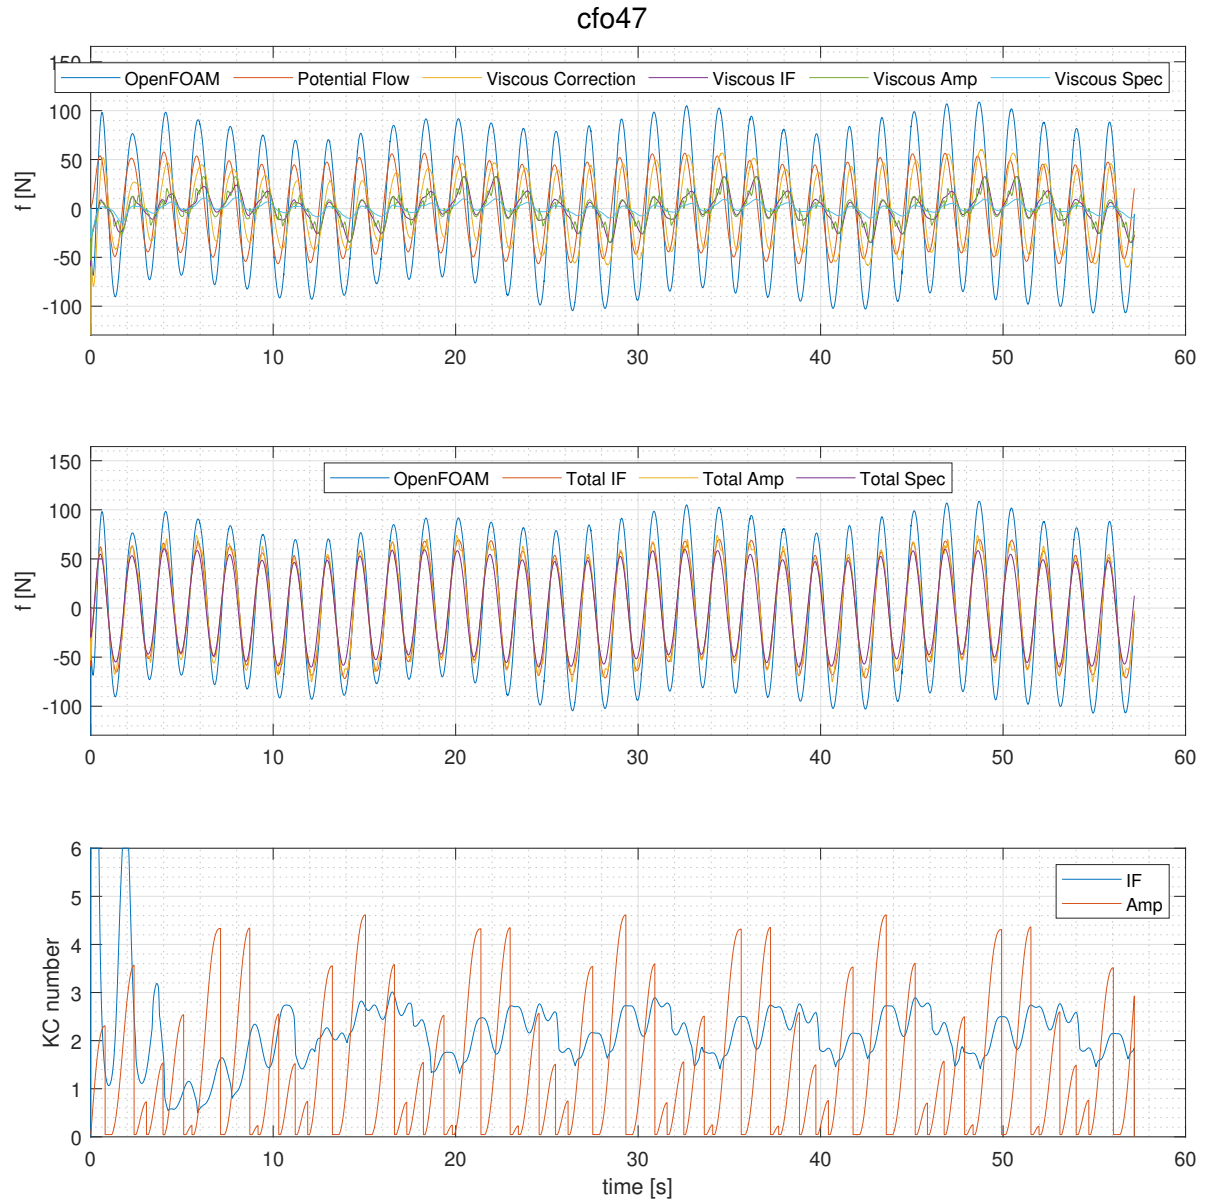 cfo47
150
OpenFOAM Potential Flow Viscous Correction Viscous IF Viscous Amp Viscous Spec
100
50
0
-50
-100
f [N]
0 10 20 30 40 50 60
150
OpenFOAM Total IF Total Amp Total Spec
100
50
0
-50
-100
f [N]
0 10 20 30 40 50 60
6
IF
5
Amp
4
3
2
1
0
KC number
0 10 20 30 40 50 60
time [s]